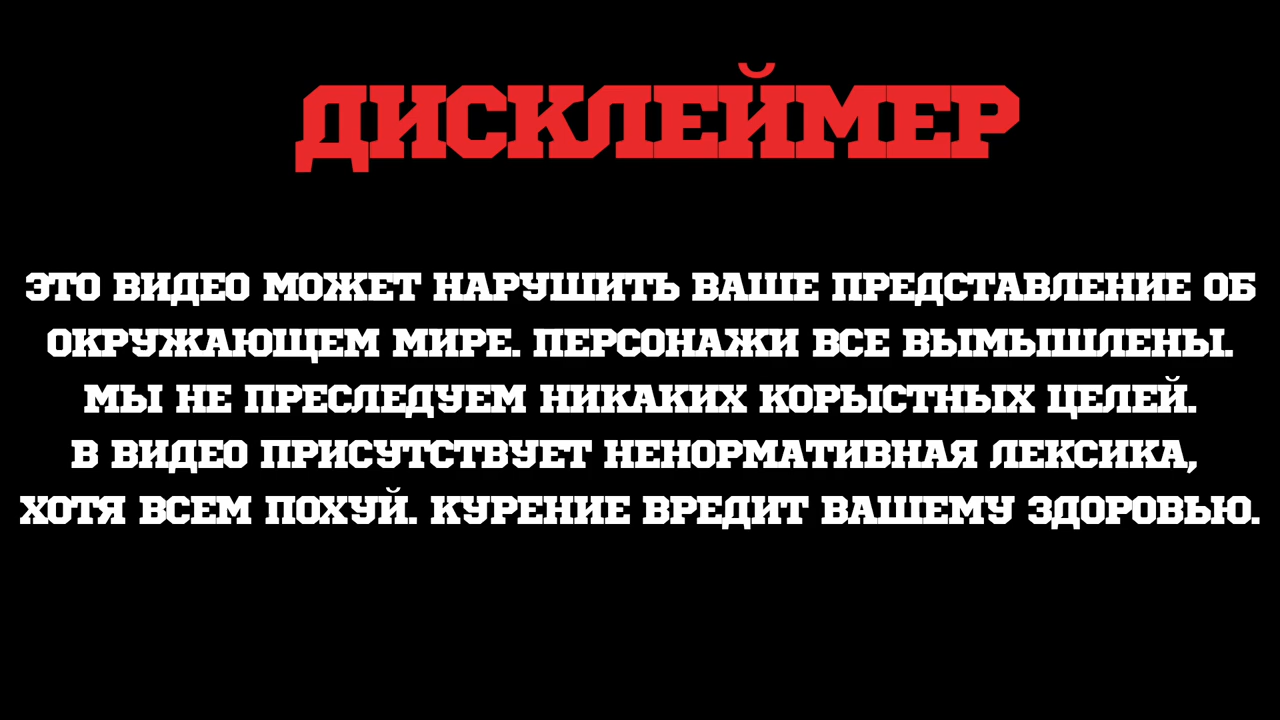 ДИСКЛЕЙМЕР
ЭТО ВИДЕО МОЖЕТ НАРУШИТЬ ВАШЕ ПРЕДСТАВЛЕНИЕ ОБ
ОКРУЖАЮЩЕМ МИРЕ. ПЕРСОНАЖИ ВСЕ ВЫМЫШЛЕНЫ.
МЫ НЕ ПРЕСЛЕДУЕМ НИКАКИХ КОРЫСТНЫХ ЦЕЛЕЙ.
В ВИДЕО ПРИСУТСТВУЕТ НЕНОРМАТИВНАЯ ЛЕКСИКА,
ХОТЯ ВСЕМ ПОХУЙ. КУРЕНИЕ ВРЕДИТ ВАШЕМУ ЗДОРОВЬЮ.